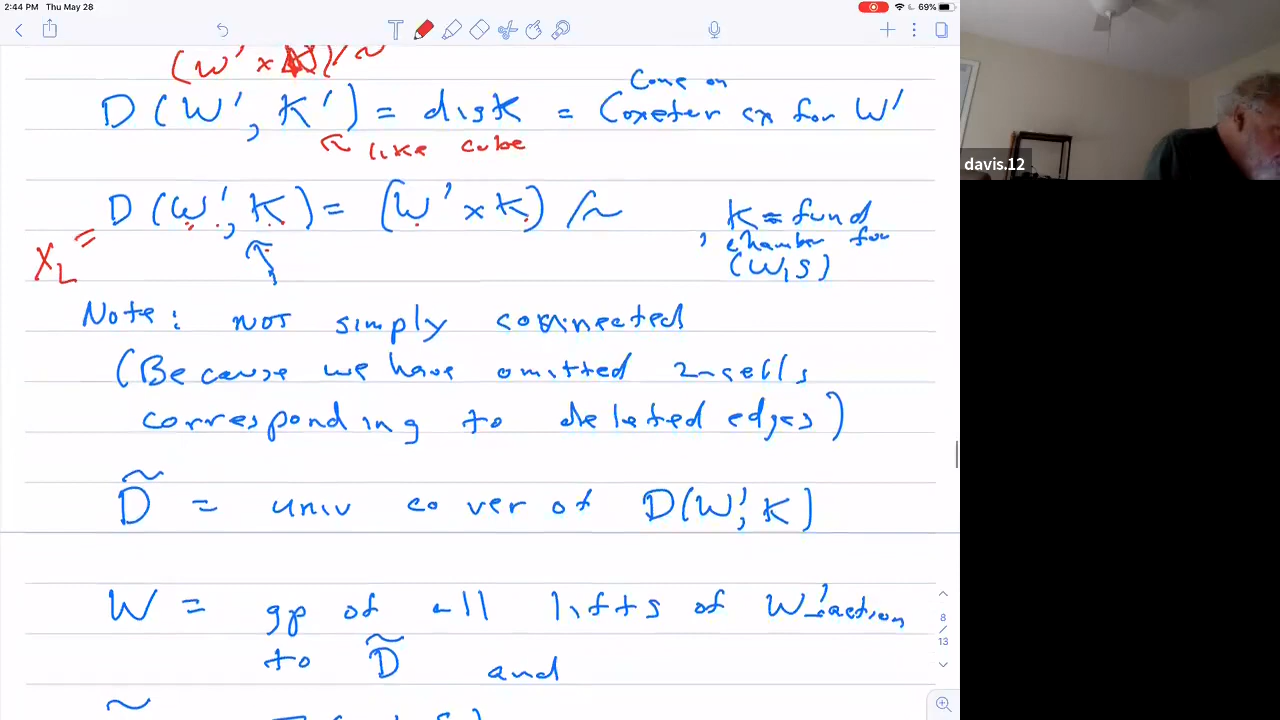 2:44 PM Thu May 28
69%
(W' × )/~
Cone on
D(W', K') = disk = Coxeter cx for W'
like cube
D(W', K) = (W' × K)/~
K = fund
chamber for
(W, S)
X_L =
Note: not simply connected
(Because we have omitted 2-cells
corresponding to deleted edges)
D̃ = univ cover of D(W', K)
W = gp of all lifts of W' action
to D̃ and
davis.12
8
/
13